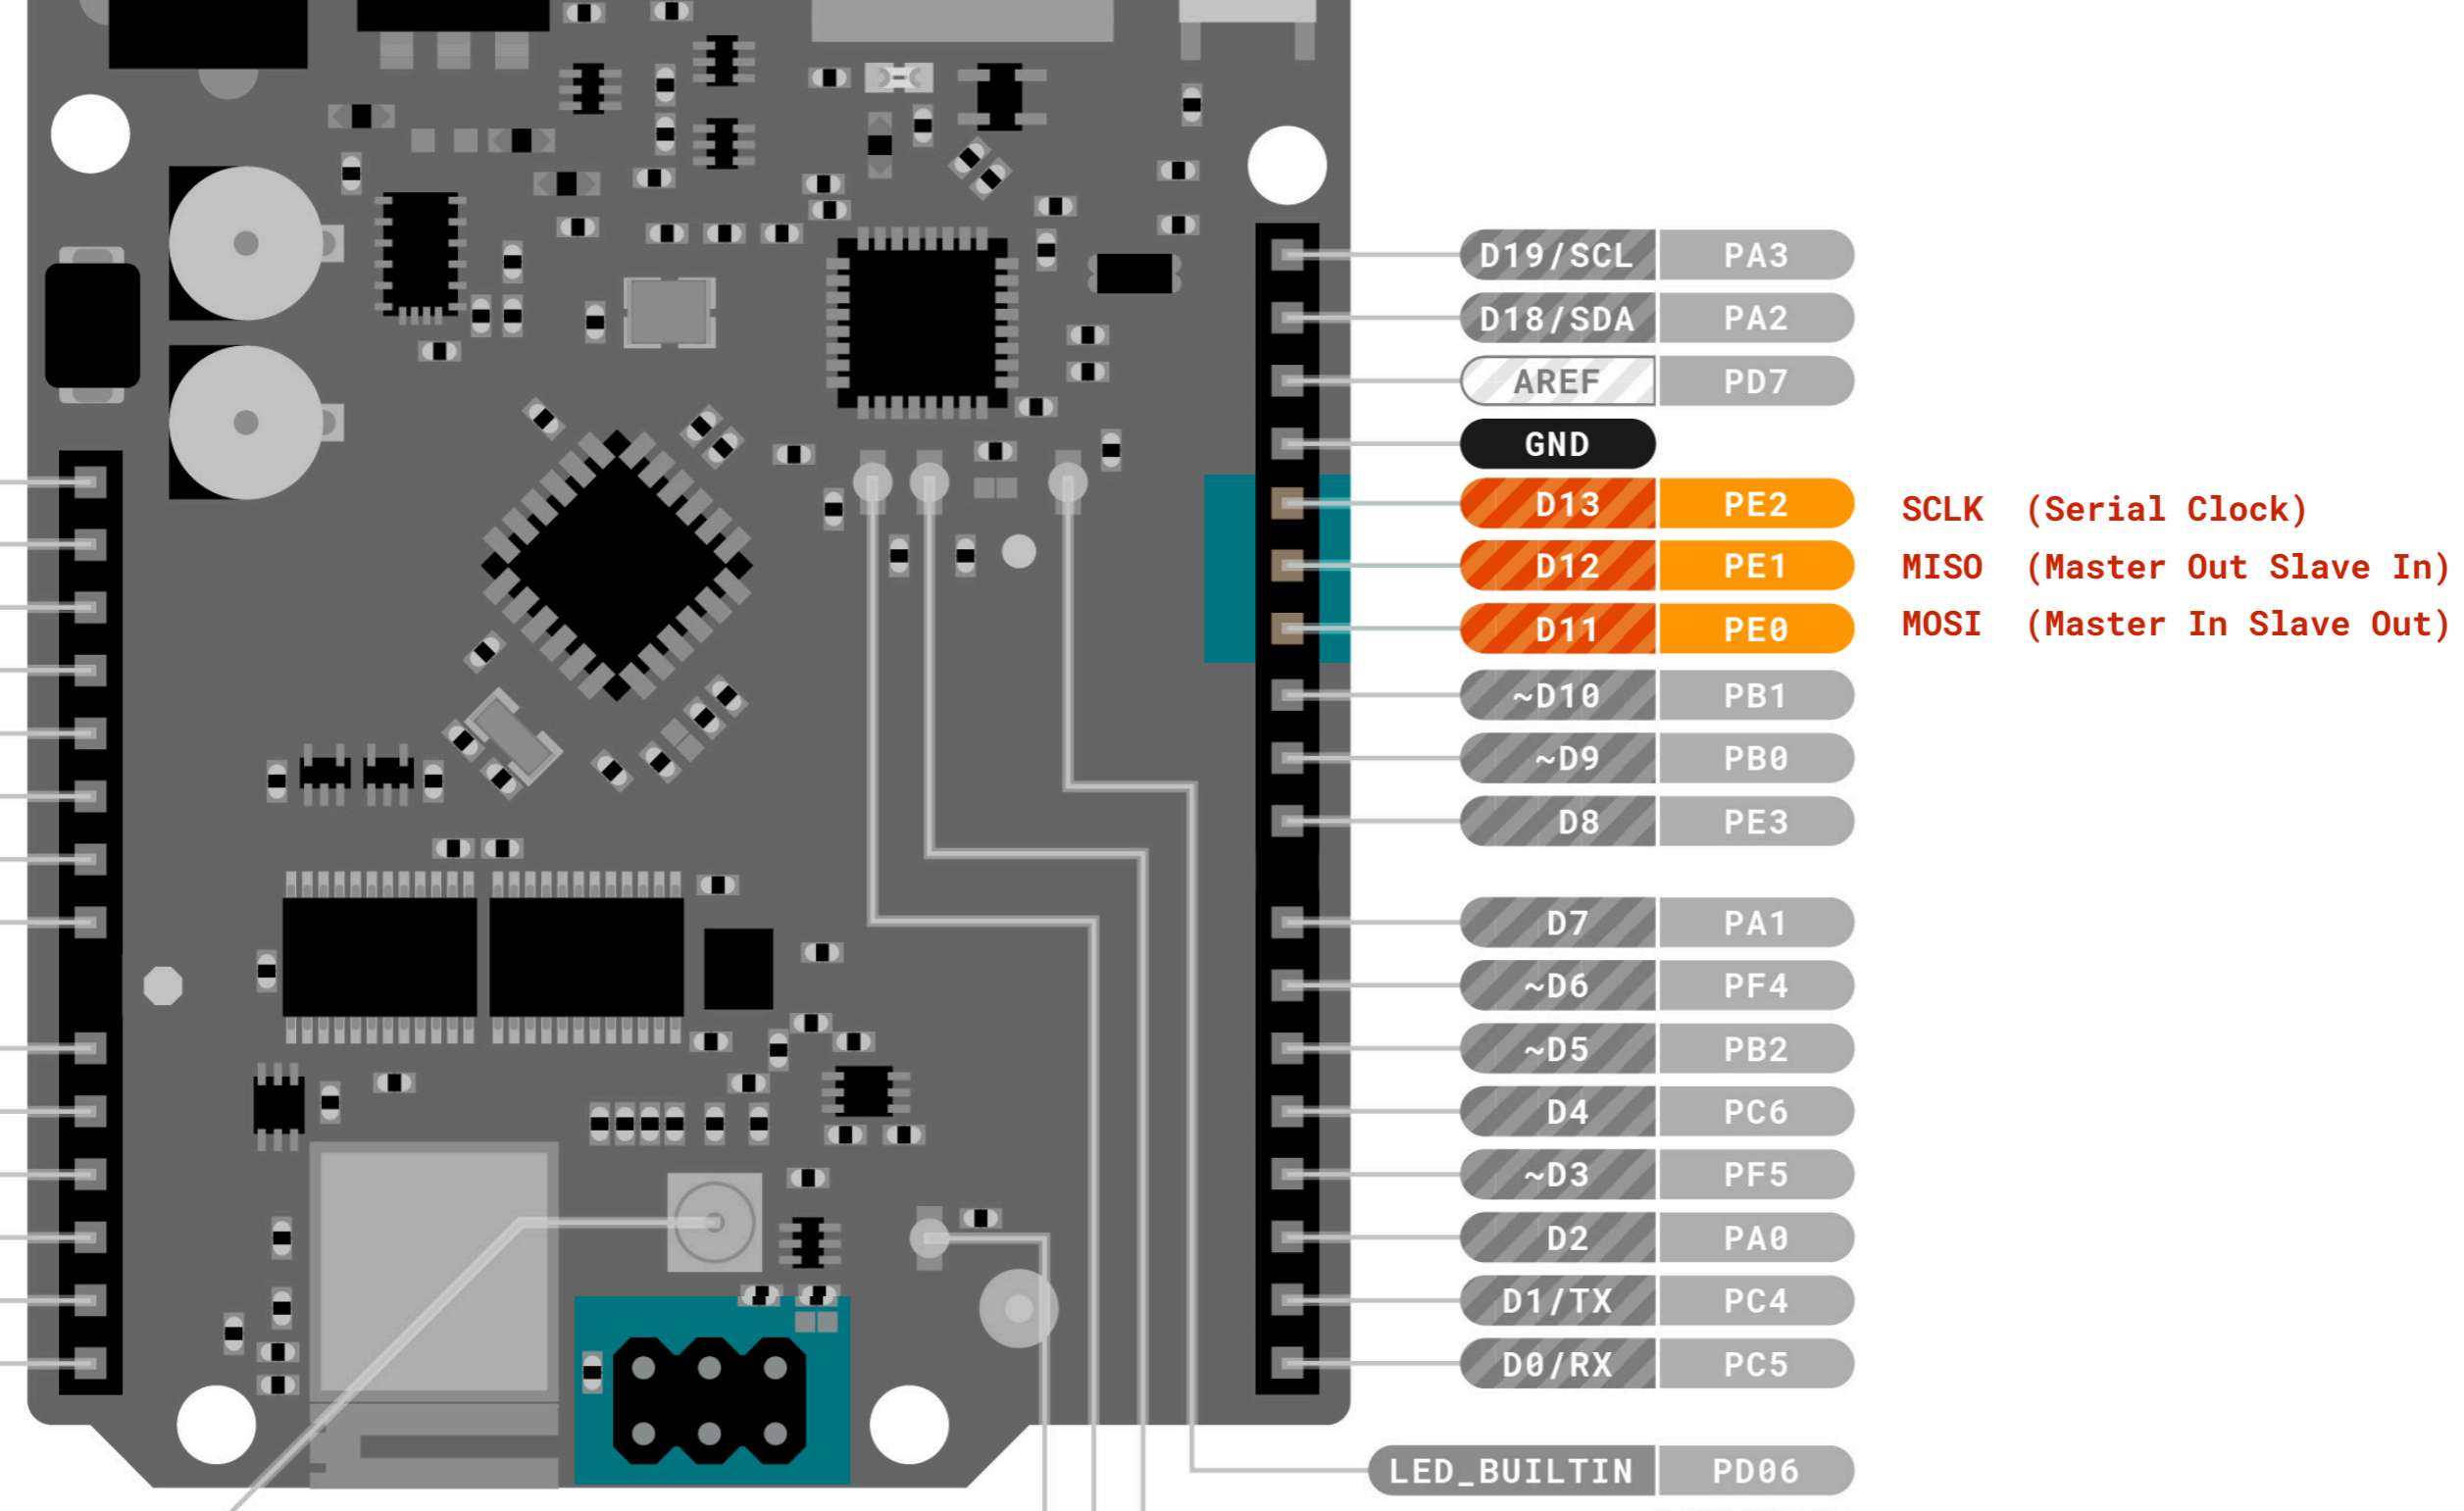 D19/SCL PA3
D18/SDA PA2
AREF PD7
GND
D13 PE2 SCLK (Serial Clock)
D12 PE1 MISO (Master Out Slave In)
D11 PE0 MOSI (Master In Slave Out)
~D10 PB1
~D9 PB0
D8 PE3
D7 PA1
~D6 PF4
~D5 PB2
D4 PC6
~D3 PF5
D2 PA0
D1/TX PC4
D0/RX PC5
LED_BUILTIN PD06